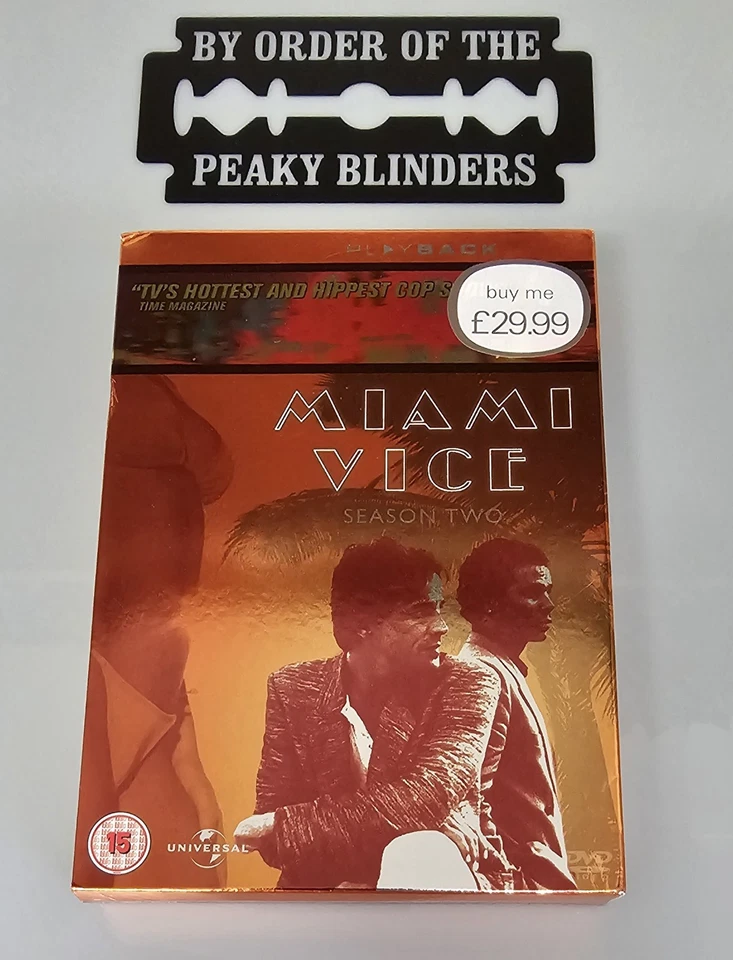 BY ORDER OF THE
PEAKY BLINDERS
PLAYBACK
"TV'S HOTTEST AND HIPPEST COP S
TIME MAGAZINE
buy me
£29.99
MIAMI
VICE
SEASON TWO
15
UNIVERSAL
DVD